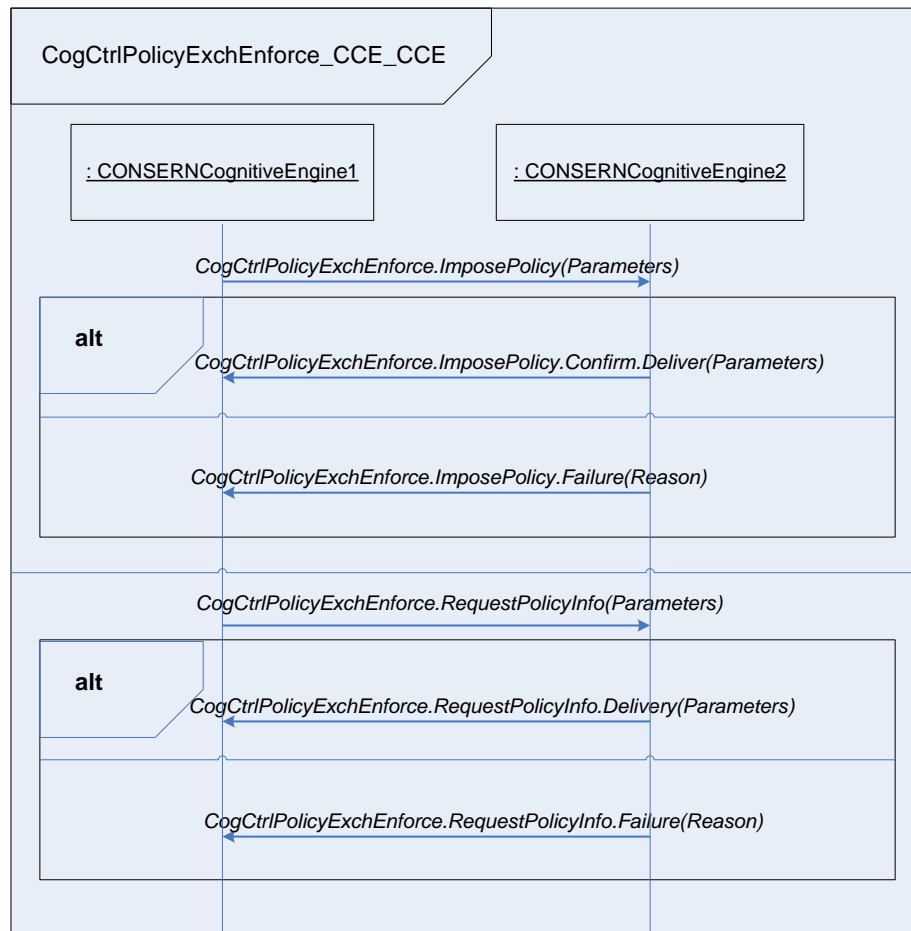 CogCtrlPolicyExchEnforce_CCE_CCE
: CONSERNCognitiveEngine1
: CONSERNCognitiveEngine2
CogCtrlPolicyExchEnforce.ImposePolicy(Parameters)
alt
CogCtrlPolicyExchEnforce.ImposePolicy.Confirm.Deliver(Parameters)
CogCtrlPolicyExchEnforce.ImposePolicy.Failure(Reason)
CogCtrlPolicyExchEnforce.RequestPolicyInfo(Parameters)
alt
CogCtrlPolicyExchEnforce.RequestPolicyInfo.Delivery(Parameters)
CogCtrlPolicyExchEnforce.RequestPolicyInfo.Failure(Reason)